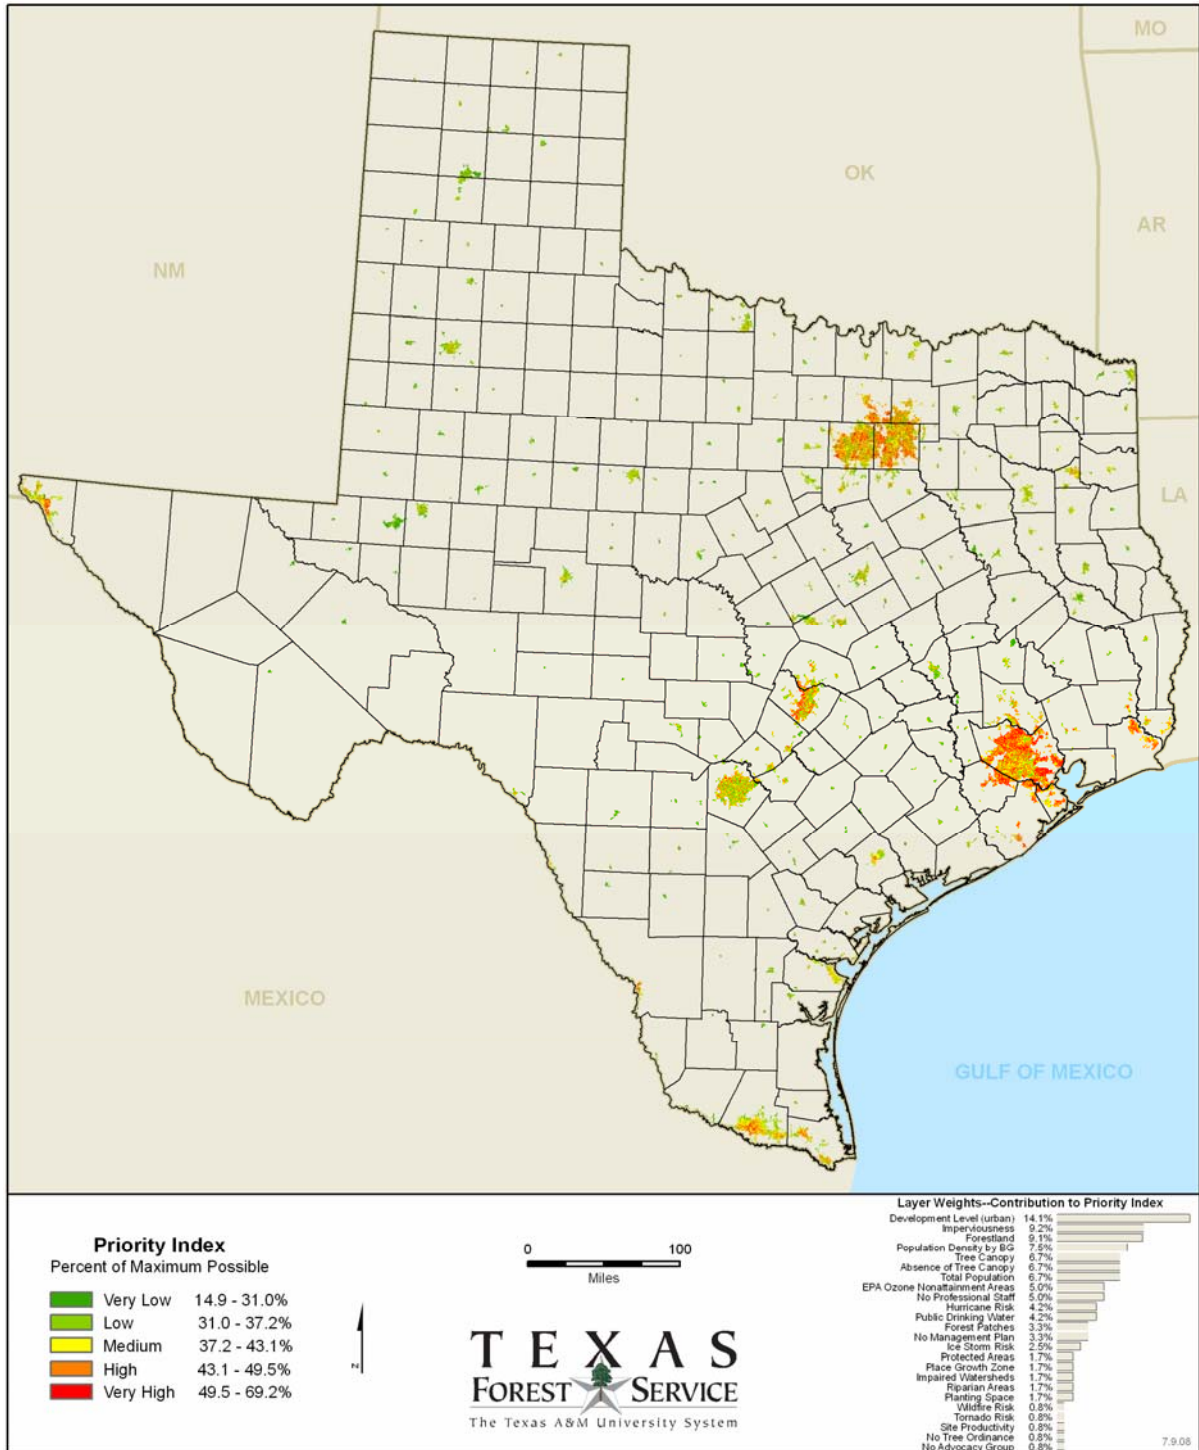 MO
OK
AR
NM
LA
MEXICO
GULF OF MEXICO
Priority Index
Percent of Maximum Possible
Very Low 14.9 - 31.0%
Low 31.0 - 37.2%
Medium 37.2 - 43.1%
High 43.1 - 49.5%
Very High 49.5 - 69.2%
0 100
Miles
N
TEXAS
FOREST SERVICE
The Texas A&M University System
Layer Weights--Contribution to Priority Index
Development Level (urban) 14.1%
Imperviousness 9.2%
Forestland 9.1%
Population Density by BG 7.5%
Tree Canopy 6.7%
Absence of Tree Canopy 6.7%
Total Population 6.7%
EPA Ozone Nonattainment Areas 5.0%
No Professional Staff 5.0%
Hurricane Risk 4.2%
Public Drinking Water 4.2%
Forest Patches 3.3%
No Management Plan 3.3%
Ice Storm Risk 2.5%
Protected Areas 1.7%
Place Growth Zone 1.7%
Impaired Watersheds 1.7%
Riparian Areas 1.7%
Planting Space 1.7%
Wildfire Risk 0.8%
Tornado Risk 0.8%
Site Productivity 0.8%
No Tree Ordinance 0.8%
No Advocacy Group 0.8%
7.9.08